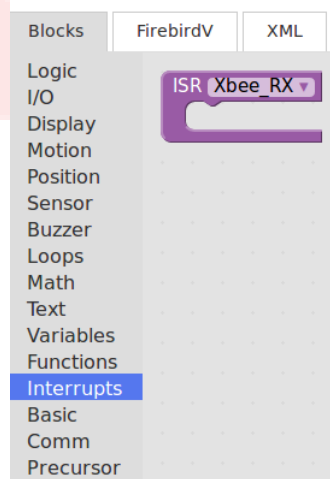 Blocks FirebirdV XML
Logic
ISR Xbee_RX
I/O
Display
Motion
Position
Sensor
Buzzer
Loops
Math
Text
Variables
Functions
Interrupts
Basic
Comm
Precursor